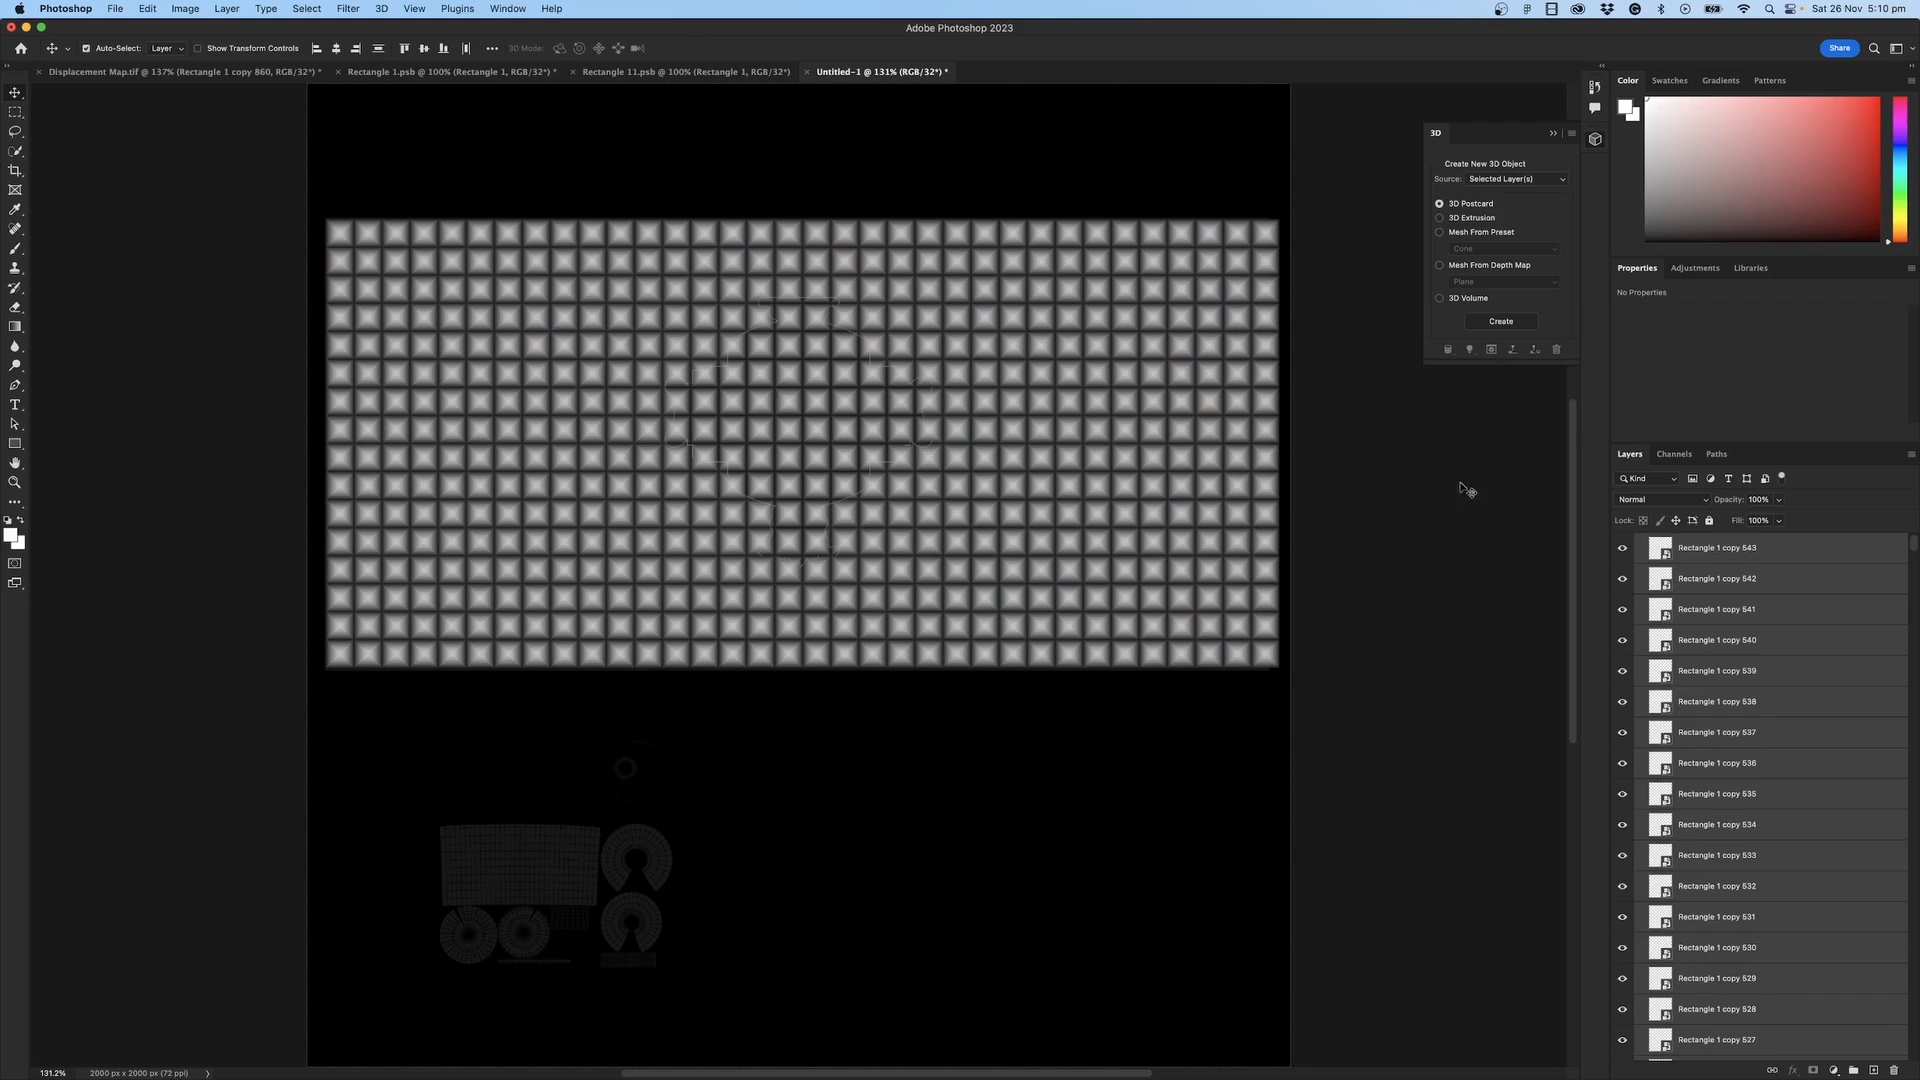 Photoshop File Edit Image Layer Type Select Filter 3D View Plugins Window Help Sat 26 Nov 5:10 pm
Adobe Photoshop 2023
Auto-Select: Layer Show Transform Controls 3D Mode: Share
Displacement Map.tif @ 137% (Rectangle 1 copy 860, RGB/32*) * Rectangle 1.psb @ 100% (Rectangle 1, RGB/32*) * Rectangle 11.psb @ 100% (Rectangle 1, RGB/32*) Untitled-1 @ 131% (RGB/32*) *
Color Swatches Gradients Patterns
3D
Create New 3D Object
Source: Selected Layer(s)
3D Postcard
3D Extrusion
Mesh From Preset
Cone
Mesh From Depth Map
Plane
3D Volume
Create
Properties Adjustments Libraries
No Properties
Layers Channels Paths
Kind
Normal Opacity: 100%
Lock: Fill: 100%
Rectangle 1 copy 543
Rectangle 1 copy 542
Rectangle 1 copy 541
Rectangle 1 copy 540
Rectangle 1 copy 539
Rectangle 1 copy 538
Rectangle 1 copy 537
Rectangle 1 copy 536
Rectangle 1 copy 535
Rectangle 1 copy 534
Rectangle 1 copy 533
Rectangle 1 copy 532
Rectangle 1 copy 531
Rectangle 1 copy 530
Rectangle 1 copy 529
Rectangle 1 copy 528
Rectangle 1 copy 527
131.2% 2000 px x 2000 px (72 ppi)